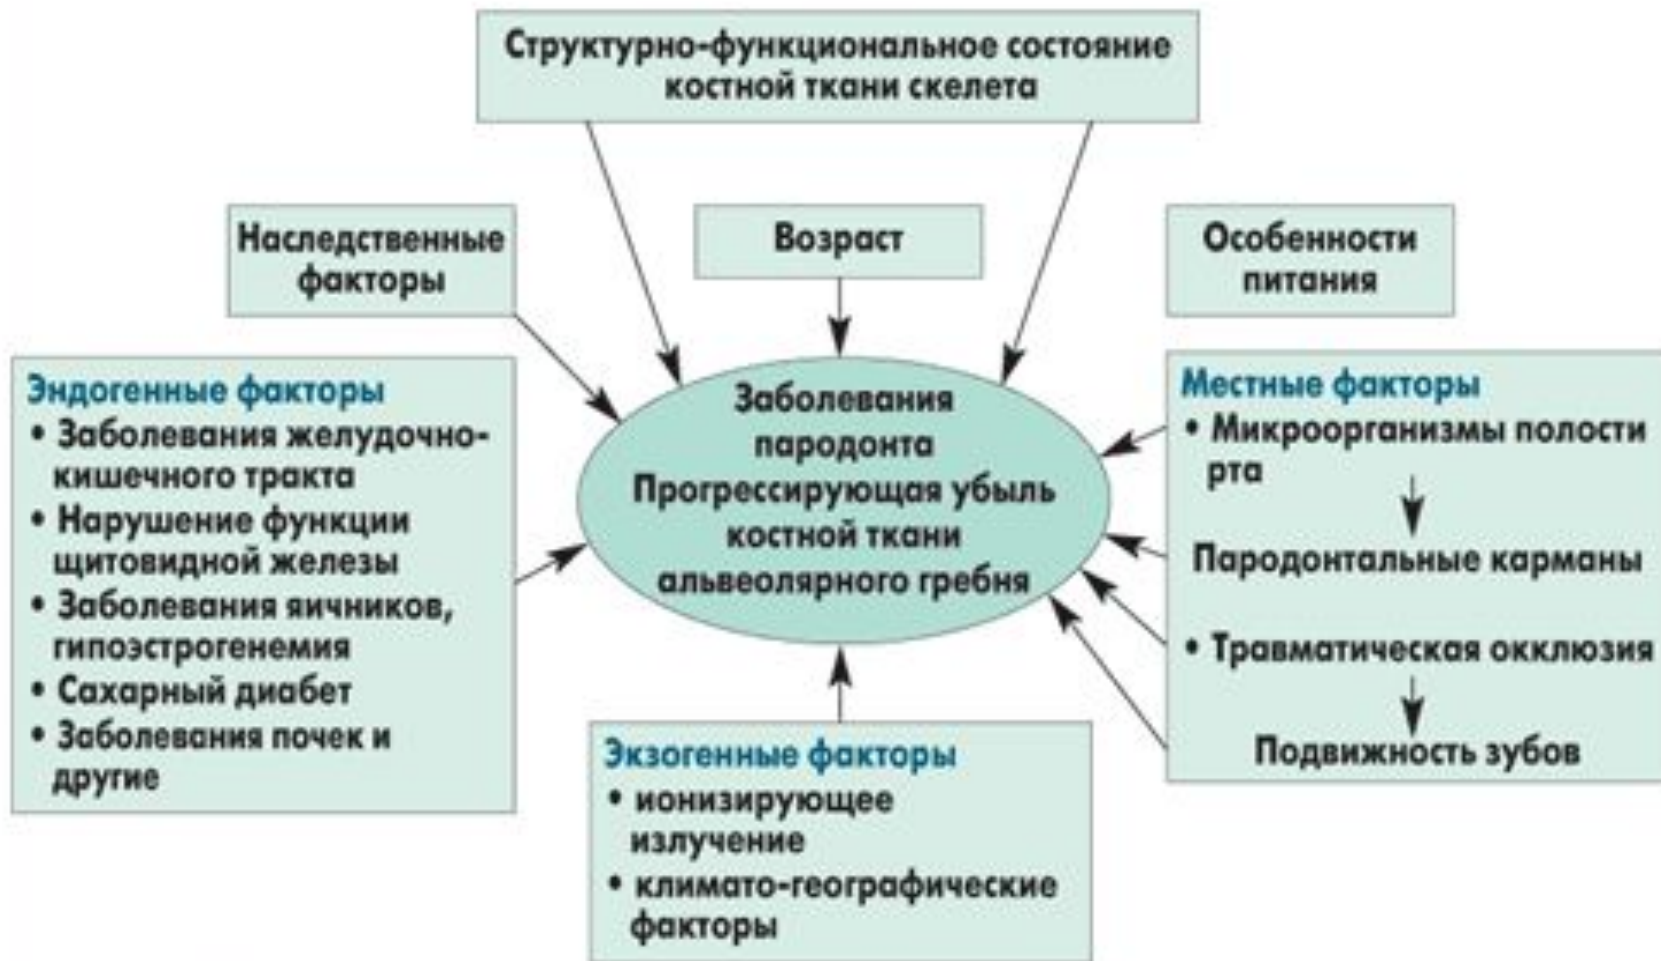 Структурно-функциональное состояние
костной ткани скелета
Наследственные
факторы
Возраст
Особенности
питания
Эндогенные факторы
• Заболевания желудочно-
кишечного тракта
• Нарушение функции
щитовидной железы
• Заболевания яичников,
гипоэстрогенемия
• Сахарный диабет
• Заболевания почек и
другие
Заболевания
пародонта
Прогрессирующая убыль
костной ткани
альвеолярного гребня
Местные факторы
• Микроорганизмы полости
рта
Пародонтальные карманы
• Травматическая окклюзия
Подвижность зубов
Экзогенные факторы
• ионизирующее
излучение
• климато-географические
факторы